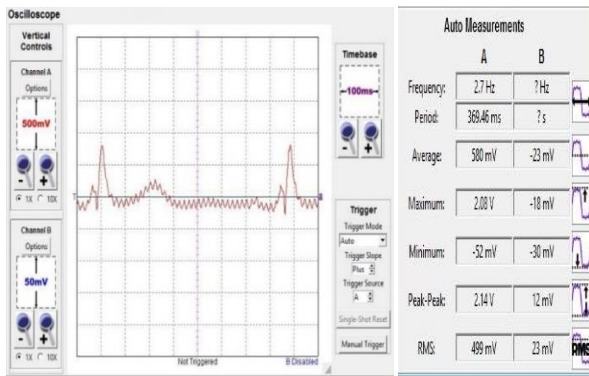 Oscilloscope
Vertical
Controls
Channel A
Options
500mV
- +
1X 10X
Channel B
Options
50mV
- +
1X 10X
T
Not Triggered
B Disabled
Timebase
100ms
- +
Trigger
Trigger Mode
Auto
Trigger Slope
Plus
Trigger Source
A
Single-Shot Reset
Manual Trigger
Auto Measurements
A B
Frequency: 2.7 Hz ? Hz
Period: 369.46 ms ? s
Average: 580 mV -23 mV
Maximum: 2.08 V -18 mV
Minimum: -52 mV -30 mV
Peak-Peak: 2.14 V 12 mV
RMS: 499 mV 23 mV RMS